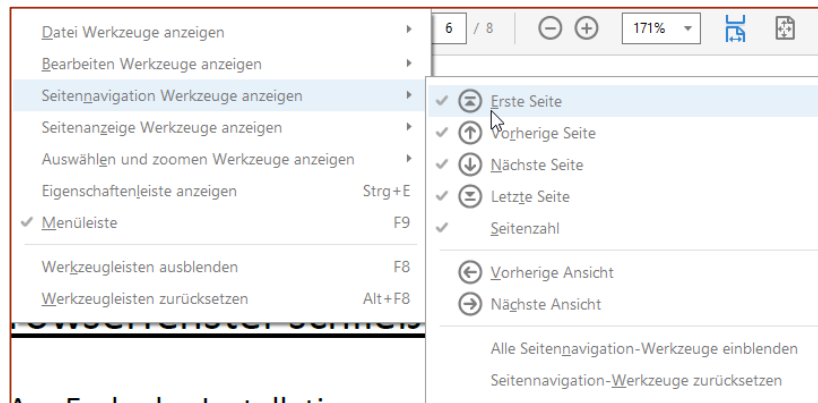 Datei Werkzeuge anzeigen
Bearbeiten Werkzeuge anzeigen
Seitennavigation Werkzeuge anzeigen
Seitenanzeige Werkzeuge anzeigen
Auswählen und zoomen Werkzeuge anzeigen
Eigenschaftenleiste anzeigen Strg+E
Menüleiste F9
Werkzeugleisten ausblenden F8
Werkzeugleisten zurücksetzen Alt+F8
6 / 8 171%
Erste Seite
Vorherige Seite
Nächste Seite
Letzte Seite
Seitenzahl
Vorherige Ansicht
Nächste Ansicht
Alle Seitennavigation-Werkzeuge einblenden
Seitennavigation-Werkzeuge zurücksetzen